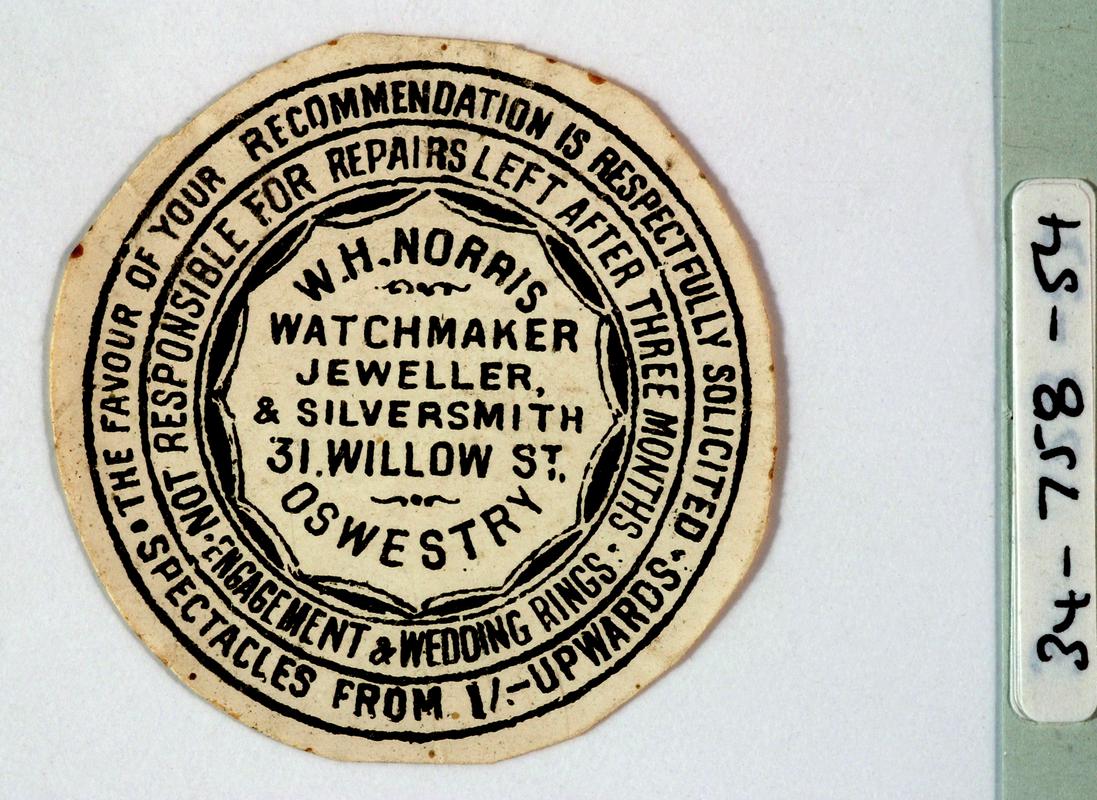 THE FAVOUR OF YOUR RECOMMENDATION IS RESPECTFULLY SOLICITED
SPECTACLES FROM 1/- UPWARDS
NOT RESPONSIBLE FOR REPAIRS LEFT AFTER THREE MONTHS
ENGAGEMENT & WEDDING RINGS
W.H. NORRIS
WATCHMAKER
JEWELLER,
& SILVERSMITH
31. WILLOW ST.
OSWESTRY
34-758-54